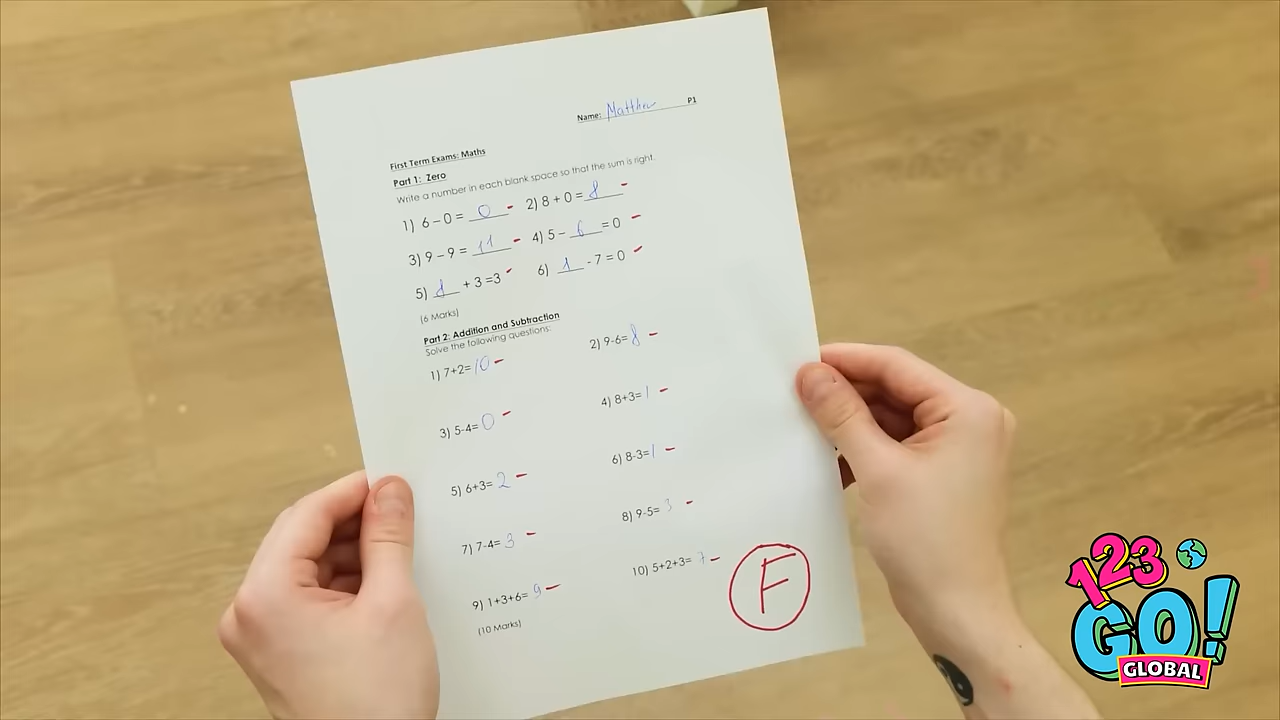 Name: Matthew P1
First Term Exams: Maths
Part 1: Zero
Write a number in each blank space so that the sum is right.
1) 6 – 0 = 0 - 2) 8 + 0 = 8 -
3) 9 – 9 = 11 - 4) 5 – 6 = 0 -
5) 1 + 3 =3 - 6) 1 - 7 = 0 -
(6 Marks)
Part 2: Addition and Subtraction
Solve the following questions:
1) 7+2= 10 - 2) 9-6= 8 -
3) 5-4= 0 - 4) 8+3= 1 -
5) 6+3= 2 - 6) 8-3= 1 -
7) 7-4= 3 - 8) 9-5= 3 -
9) 1+3+6= 9 - 10) 5+2+3= 7 -
(10 Marks)
F
123
GO!
GLOBAL